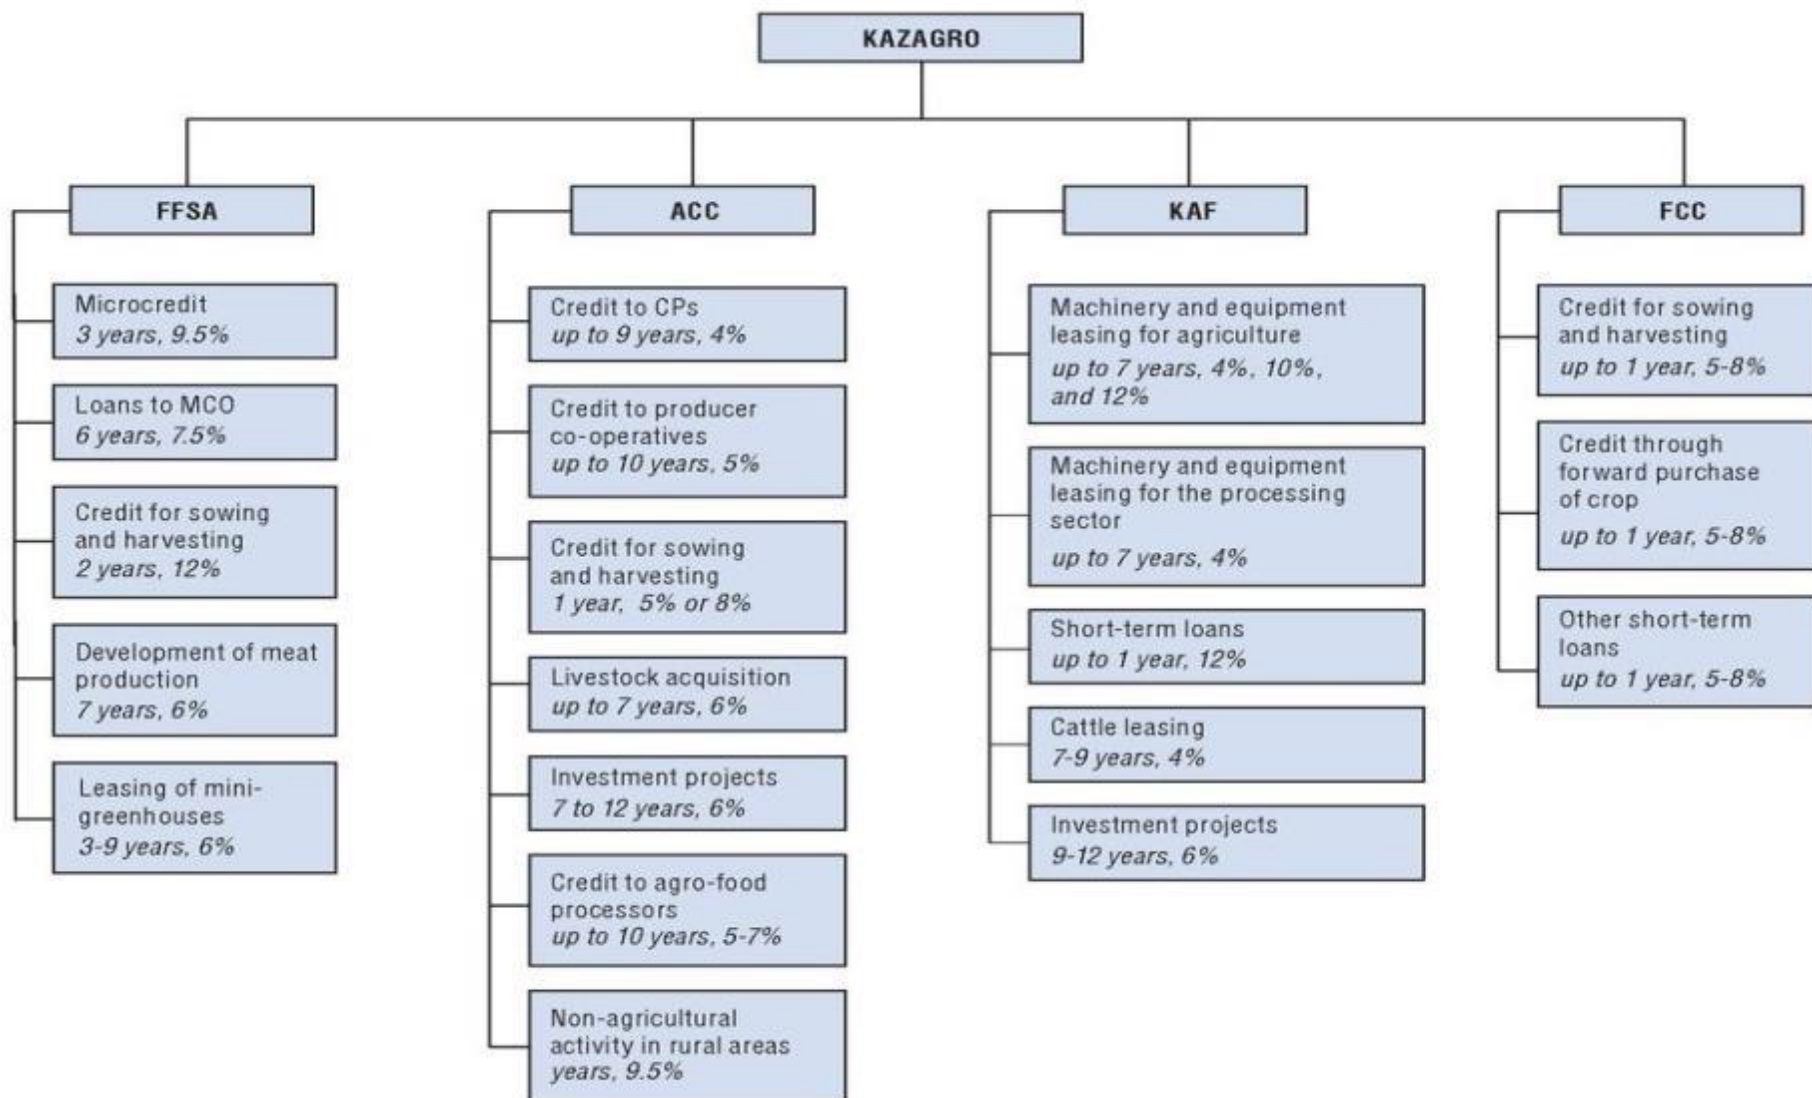 KAZAGRO
FFSA
Microcredit
3 years, 9.5%
Loans to MCO
6 years, 7.5%
Credit for sowing
and harvesting
2 years, 12%
Development of meat
production
7 years, 6%
Leasing of mini-
greenhouses
3-9 years, 6%
ACC
Credit to CPs
up to 9 years, 4%
Credit to producer
co-operatives
up to 10 years, 5%
Credit for sowing
and harvesting
1 year, 5% or 8%
Livestock acquisition
up to 7 years, 6%
Investment projects
7 to 12 years, 6%
Credit to agro-food
processors
up to 10 years, 5-7%
Non-agricultural
activity in rural areas
years, 9.5%
KAF
Machinery and equipment
leasing for agriculture
up to 7 years, 4%, 10%,
and 12%
Machinery and equipment
leasing for the processing
sector
up to 7 years, 4%
Short-term loans
up to 1 year, 12%
Cattle leasing
7-9 years, 4%
Investment projects
9-12 years, 6%
FCC
Credit for sowing
and harvesting
up to 1 year, 5-8%
Credit through
forward purchase
of crop
up to 1 year, 5-8%
Other short-term
loans
up to 1 year, 5-8%